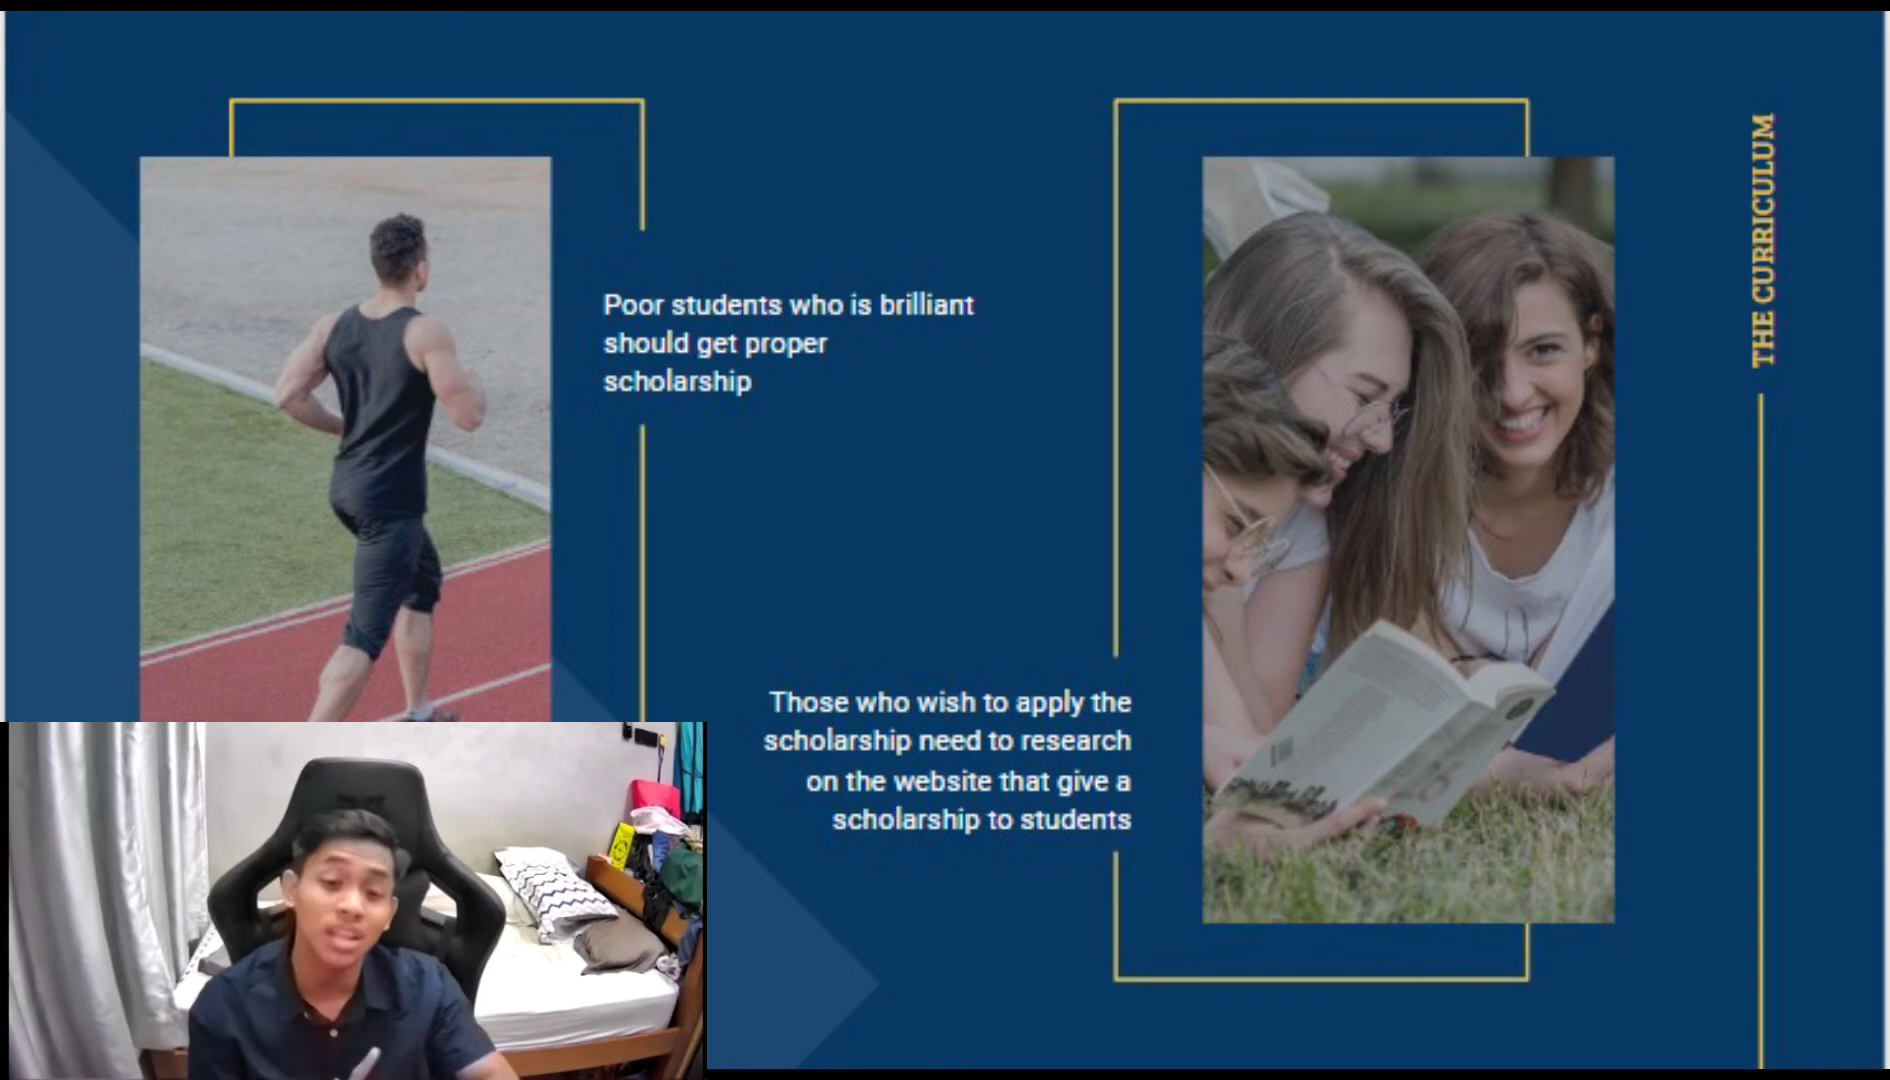 Poor students who is brilliant
should get proper
scholarship
THE CURRICULUM
Those who wish to apply the
scholarship need to research
on the website that give a
scholarship to students